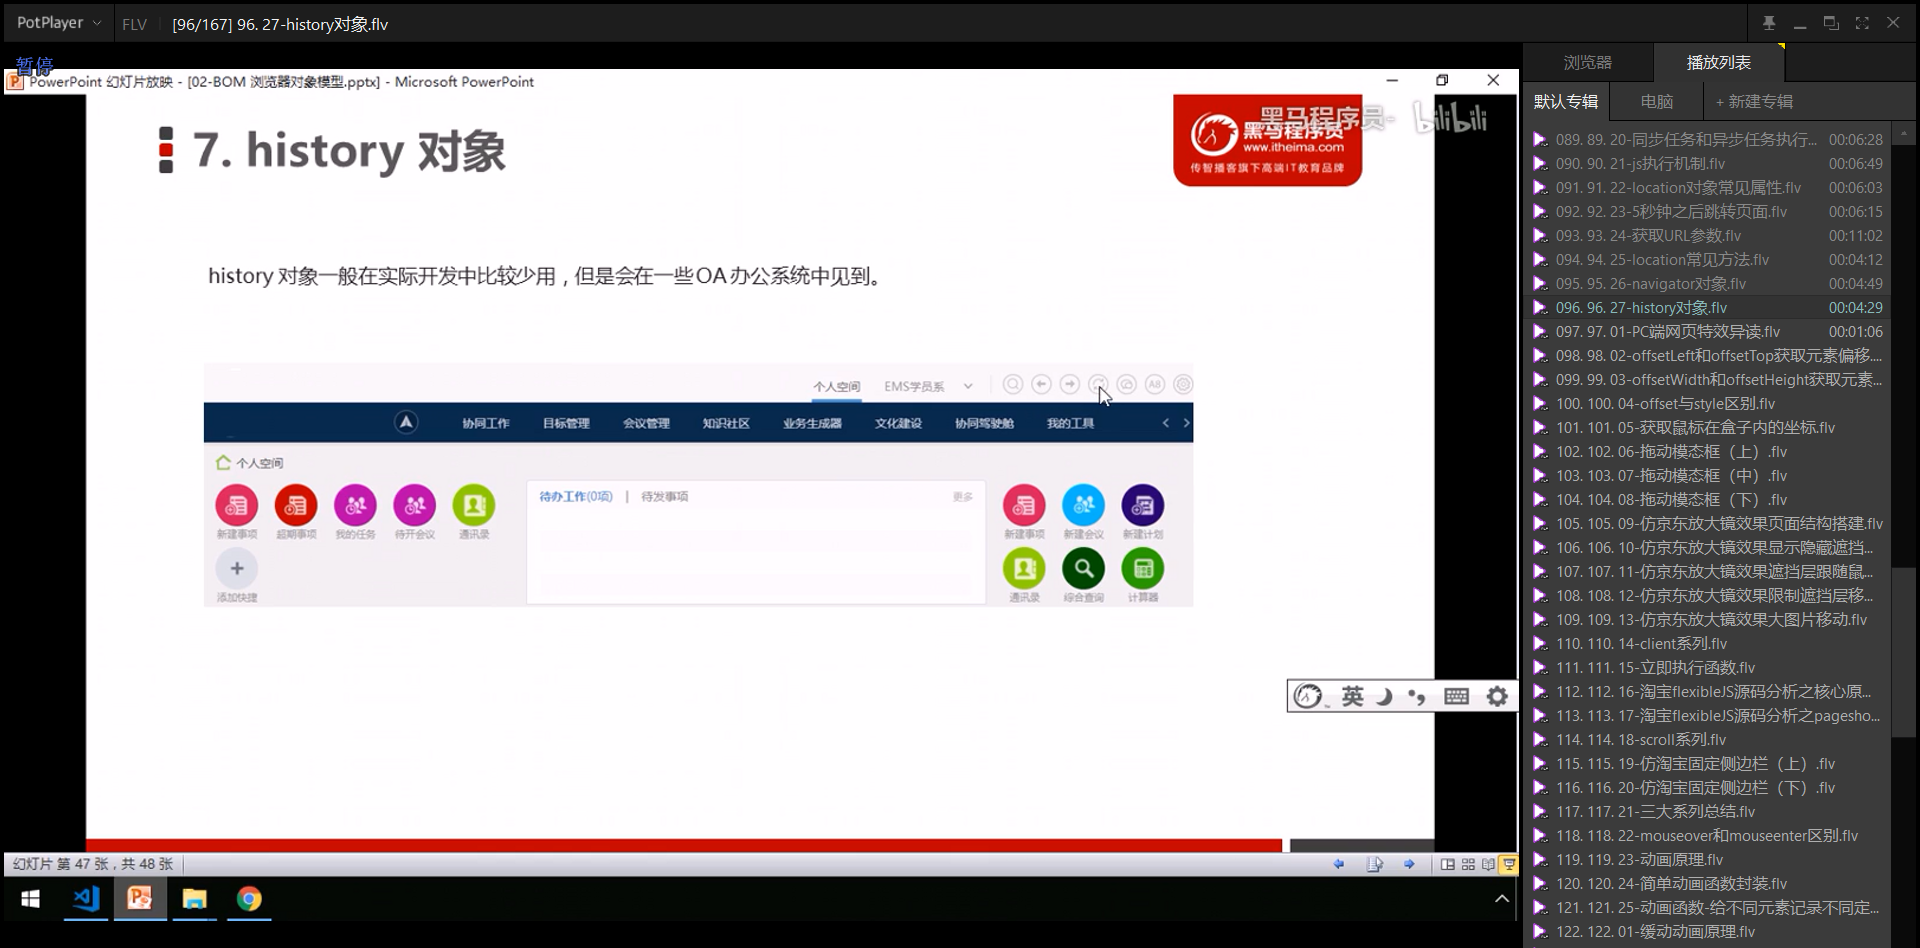 PotPlayer
FLV
[96/167] 96. 27-history对象.flv
暂停
PowerPoint 幻灯片放映 - [02-BOM 浏览器对象模型.pptx] - Microsoft PowerPoint
7. history 对象
黑马程序员-
bilibili
黑马程序员
www.itheima.com
传智播客旗下高端IT教育品牌
history 对象一般在实际开发中比较少用，但是会在一些OA 办公系统中见到。
个人空间
EMS学员系
协同工作
目标管理
会议管理
知识社区
业务生成器
文化建设
协同驾驶舱
我的工具
个人空间
新建事项
超期事项
我的任务
待开会议
通讯录
添加快捷
待办工作(0项)
|
待发事项
更多
新建事项
新建会议
新建计划
通讯录
综合查询
计算器
英
幻灯片 第 47 张，共 48 张
浏览器
播放列表
默认专辑
电脑
+ 新建专辑
089. 89. 20-同步任务和异步任务执行... 00:06:28
090. 90. 21-js执行机制.flv 00:06:49
091. 91. 22-location对象常见属性.flv 00:06:03
092. 92. 23-5秒钟之后跳转页面.flv 00:06:15
093. 93. 24-获取URL参数.flv 00:11:02
094. 94. 25-location常见方法.flv 00:04:12
095. 95. 26-navigator对象.flv 00:04:49
096. 96. 27-history对象.flv 00:04:29
097. 97. 01-PC端网页特效导读.flv 00:01:06
098. 98. 02-offsetLeft和offsetTop获取元素偏移....
099. 99. 03-offsetWidth和offsetHeight获取元素...
100. 100. 04-offset与style区别.flv
101. 101. 05-获取鼠标在盒子内的坐标.flv
102. 102. 06-拖动模态框（上）.flv
103. 103. 07-拖动模态框（中）.flv
104. 104. 08-拖动模态框（下）.flv
105. 105. 09-仿京东放大镜效果页面结构搭建.flv
106. 106. 10-仿京东放大镜效果显示隐藏遮挡...
107. 107. 11-仿京东放大镜效果遮挡层跟随鼠...
108. 108. 12-仿京东放大镜效果限制遮挡层移...
109. 109. 13-仿京东放大镜效果大图片移动.flv
110. 110. 14-client系列.flv
111. 111. 15-立即执行函数.flv
112. 112. 16-淘宝flexibleJS源码分析之核心原...
113. 113. 17-淘宝flexibleJS源码分析之pagesho...
114. 114. 18-scroll系列.flv
115. 115. 19-仿淘宝固定侧边栏（上）.flv
116. 116. 20-仿淘宝固定侧边栏（下）.flv
117. 117. 21-三大系列总结.flv
118. 118. 22-mouseover和mouseenter区别.flv
119. 119. 23-动画原理.flv
120. 120. 24-简单动画函数封装.flv
121. 121. 25-动画函数-给不同元素记录不同定...
122. 122. 01-缓动动画原理.flv